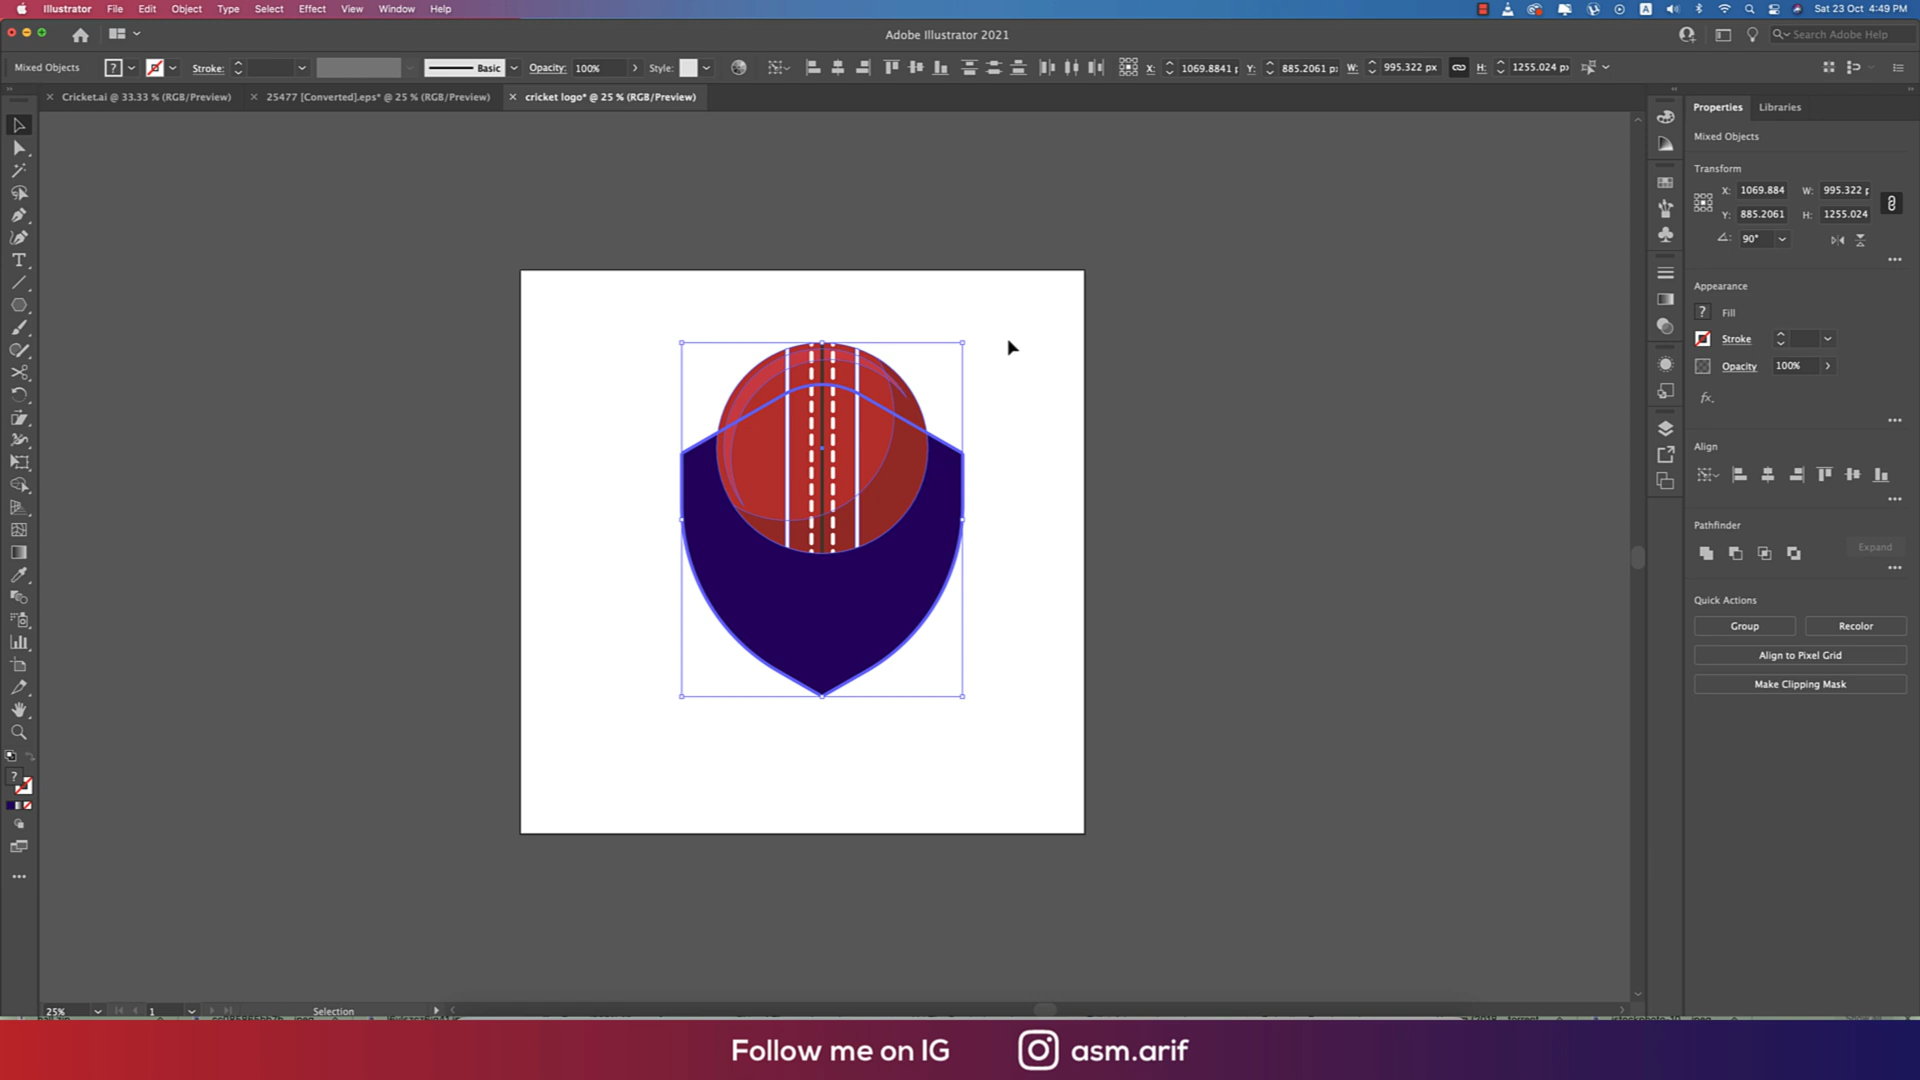 Illustrator File Edit Object Type Select Effect View Window Help
A
Sat 23 Oct 4:49 PM
Adobe Illustrator 2021
Search Adobe Help
Mixed Objects
?
Stroke:
Basic
Opacity: 100%
Style:
X: 1069.8841
Y: 885.2061 p
W: 995.322 px
H: 1255.024 px
× Cricket.ai @ 33.33 % (RGB/Preview)
× 25477 [Converted].eps* @ 25 % (RGB/Preview)
× cricket logo* @ 25 % (RGB/Preview)
Properties Libraries
Mixed Objects
Transform
X: 1069.884
W: 995.322 p
Y: 885.2061
H: 1255.024
90°
Appearance
? Fill
Stroke
Opacity 100%
fx.
Align
Pathfinder
Expand
Quick Actions
Group
Recolor
Align to Pixel Grid
Make Clipping Mask
T
?
25%
1
Selection
Follow me on IG
asm.arif